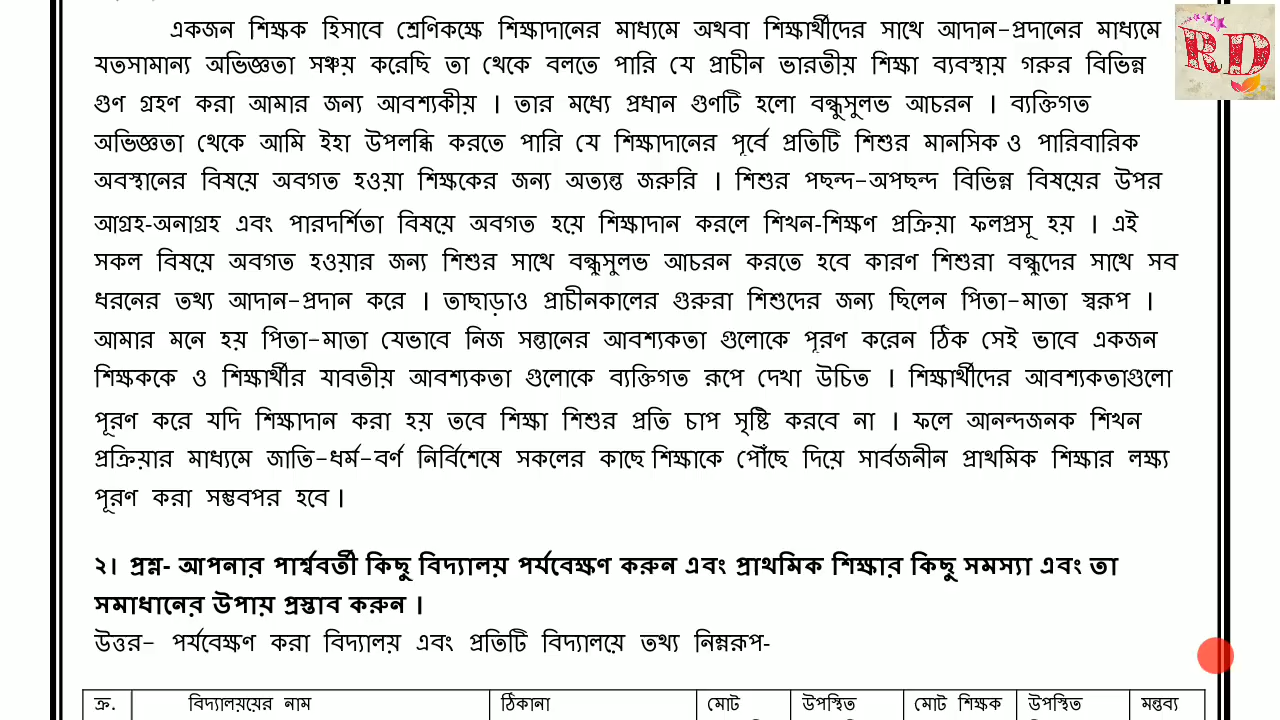 একজন শিক্ষক হিসাবে শ্রেণিকক্ষে শিক্ষাদানের মাধ্যমে অথবা শিক্ষার্থীদের সাথে আদান–প্রদানের মাধ্যমে
যতসামান্য অভিজ্ঞতা সঞ্চয় করেছি তা থেকে বলতে পারি যে প্রাচীন ভারতীয় শিক্ষা ব্যবস্থায় গরুর বিভিন্ন
গুণ গ্রহণ করা আমার জন্য আবশ্যকীয় । তার মধ্যে প্রধান গুণটি হলো বন্ধুসুলভ আচরন । ব্যক্তিগত
অভিজ্ঞতা থেকে আমি ইহা উপলব্ধি করতে পারি যে শিক্ষাদানের পূর্বে প্রতিটি শিশুর মানসিক ও পারিবারিক
অবস্থানের বিষয়ে অবগত হওয়া শিক্ষকের জন্য অত্যন্ত জরুরি । শিশুর পছন্দ–অপছন্দ বিভিন্ন বিষয়ের উপর
আগ্রহ-অনাগ্রহ এবং পারদর্শিতা বিষয়ে অবগত হয়ে শিক্ষাদান করলে শিখন-শিক্ষণ প্রক্রিয়া ফলপ্রসূ হয় । এই
সকল বিষয়ে অবগত হওয়ার জন্য শিশুর সাথে বন্ধুসুলভ আচরন করতে হবে কারণ শিশুরা বন্ধুদের সাথে সব
ধরনের তথ্য আদান–প্রদান করে । তাছাড়াও প্রাচীনকালের গুরুরা শিশুদের জন্য ছিলেন পিতা–মাতা স্বরূপ ।
আমার মনে হয় পিতা–মাতা যেভাবে নিজ সন্তানের আবশ্যকতা গুলোকে পূরণ করেন ঠিক সেই ভাবে একজন
শিক্ষককে ও শিক্ষার্থীর যাবতীয় আবশ্যকতা গুলোকে ব্যক্তিগত রূপে দেখা উচিত । শিক্ষার্থীদের আবশ্যকতাগুলো
পূরণ করে যদি শিক্ষাদান করা হয় তবে শিক্ষা শিশুর প্রতি চাপ সৃষ্টি করবে না । ফলে আনন্দজনক শিখন
প্রক্রিয়ার মাধ্যমে জাতি–ধর্ম–বর্ণ নির্বিশেষে সকলের কাছে শিক্ষাকে পৌঁছে দিয়ে সার্বজনীন প্রাথমিক শিক্ষার লক্ষ্য
পূরণ করা সম্ভবপর হবে ।
২। প্রশ্ন- আপনার পার্শ্ববর্তী কিছু বিদ্যালয় পর্যবেক্ষণ করুন এবং প্রাথমিক শিক্ষার কিছু সমস্যা এবং তা
সমাধানের উপায় প্রস্তাব করুন ।
উত্তর– পর্যবেক্ষণ করা বিদ্যালয় এবং প্রতিটি বিদ্যালয়ে তথ্য নিম্নরূপ-
ক্র. বিদ্যালয়য়ের নাম ঠিকানা মোট উপস্থিত মোট শিক্ষক উপস্থিত মন্তব্য
RD